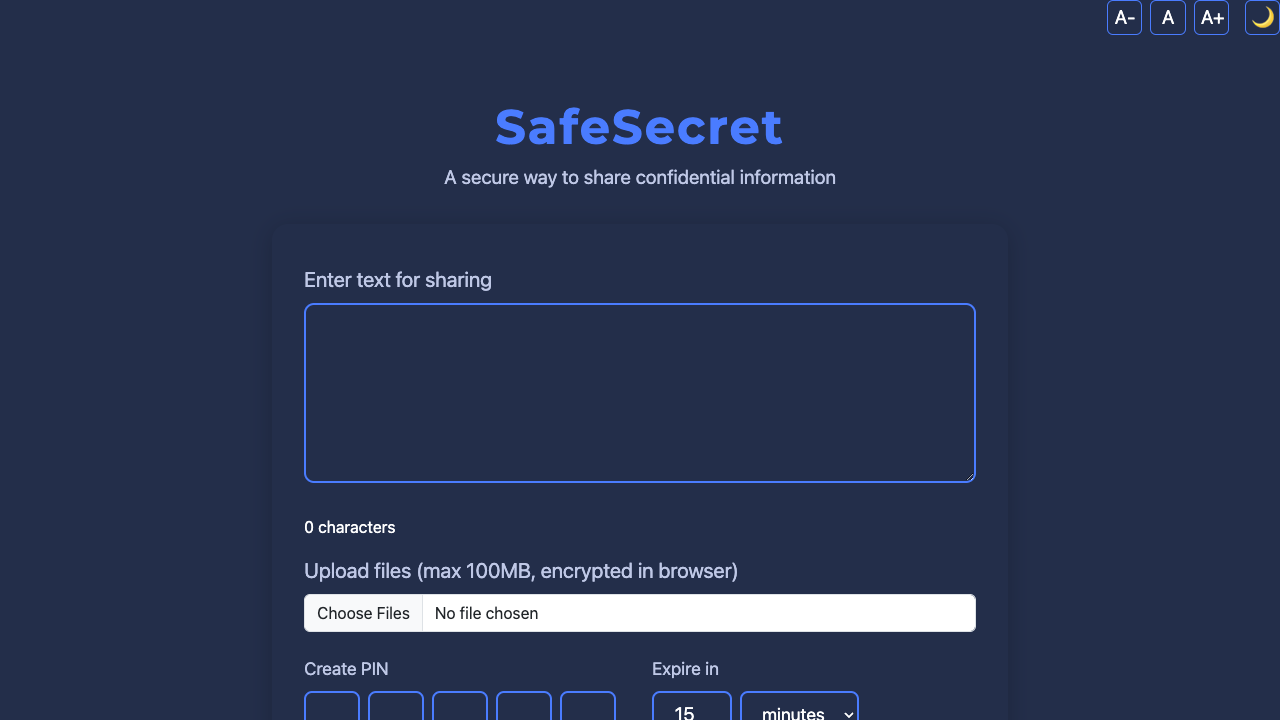 A- A A+ 🌙
SafeSecret
A secure way to share confidential information
Enter text for sharing
0 characters
Upload files (max 100MB, encrypted in browser)
Choose Files No file chosen
Create PIN Expire in
15 minutes